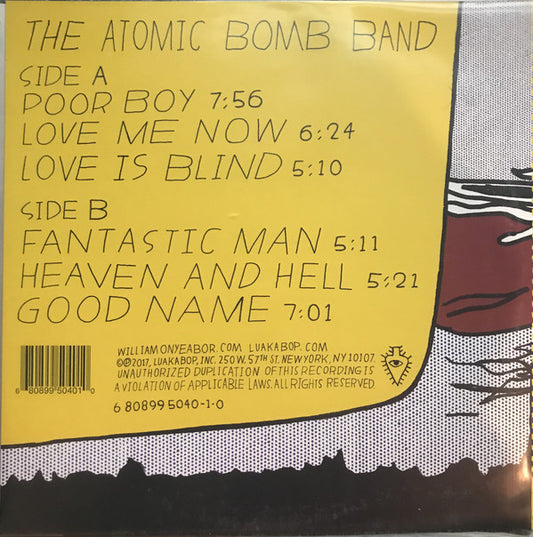 THE ATOMIC BOMB BAND
SIDE A
POOR BOY 7:56
LOVE ME NOW 6:24
LOVE IS BLIND 5:10
SIDE B
FANTASTIC MAN 5:11
HEAVEN AND HELL 5:21
GOOD NAME 7:01
WILLIAMONYEABOR.COM LUAKABOP.COM
©℗2017, LUAKABOP, INC. 250 W. 57TH ST. NEW YORK, NY 10107.
UNAUTHORIZED DUPLICATION OF THIS RECORDING IS
A VIOLATION OF APPLICABLE LAWS. ALL RIGHTS RESERVED.
6 80899 50401 0
6 80899 5040-1-0